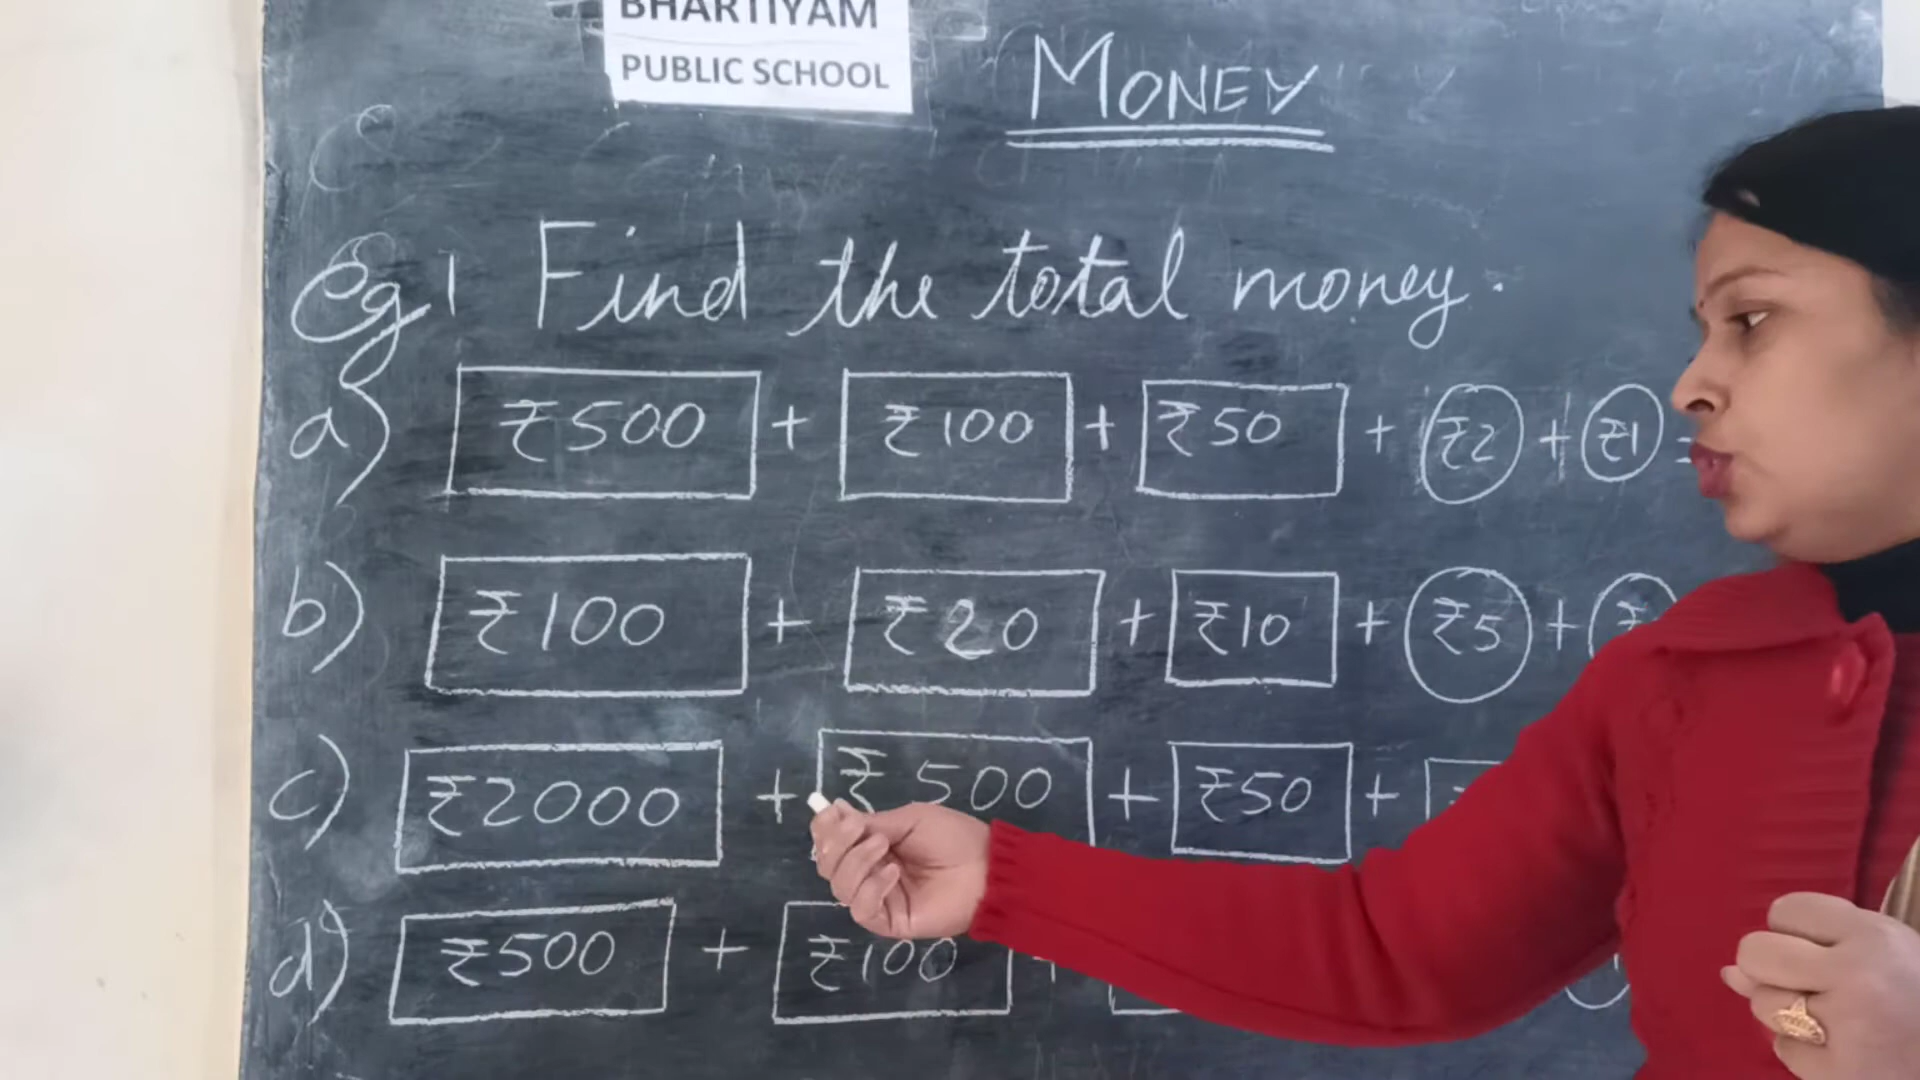 BHARTIYAM
PUBLIC SCHOOL
MONEY
Eg 1 Find the total money.
a) ₹500 + ₹100 + ₹50 + ₹2 + ₹1 =
b) ₹100 + ₹20 + ₹10 + ₹5 + ₹
c) ₹2000 + ₹500 + ₹50 +
d) ₹500 + ₹100 +